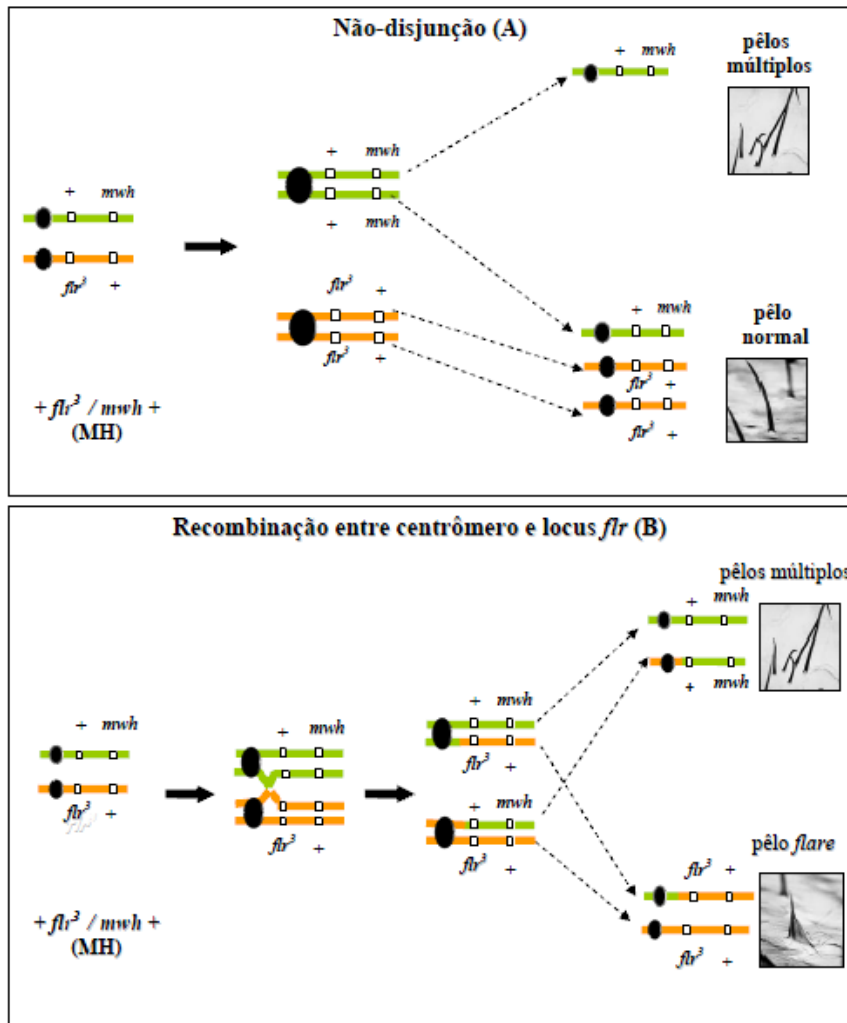 Não-disjunção (A)
pêlos
múltiplos
+ mwh
+ mwh
+ mwh
+ mwh
flr³ +
flr³ +
flr³ +
+ mwh
flr³ +
flr³ +
pêlo
normal
+ flr³ / mwh +
(MH)
Recombinação entre centrômero e locus flr (B)
pêlos múltiplos
+ mwh
+ mwh
+ mwh
flr³ +
+ mwh
flr³ +
+ mwh
flr³ +
+ mwh
flr³ +
pêlo flare
flr³ +
flr³ +
+ flr³ / mwh +
(MH)